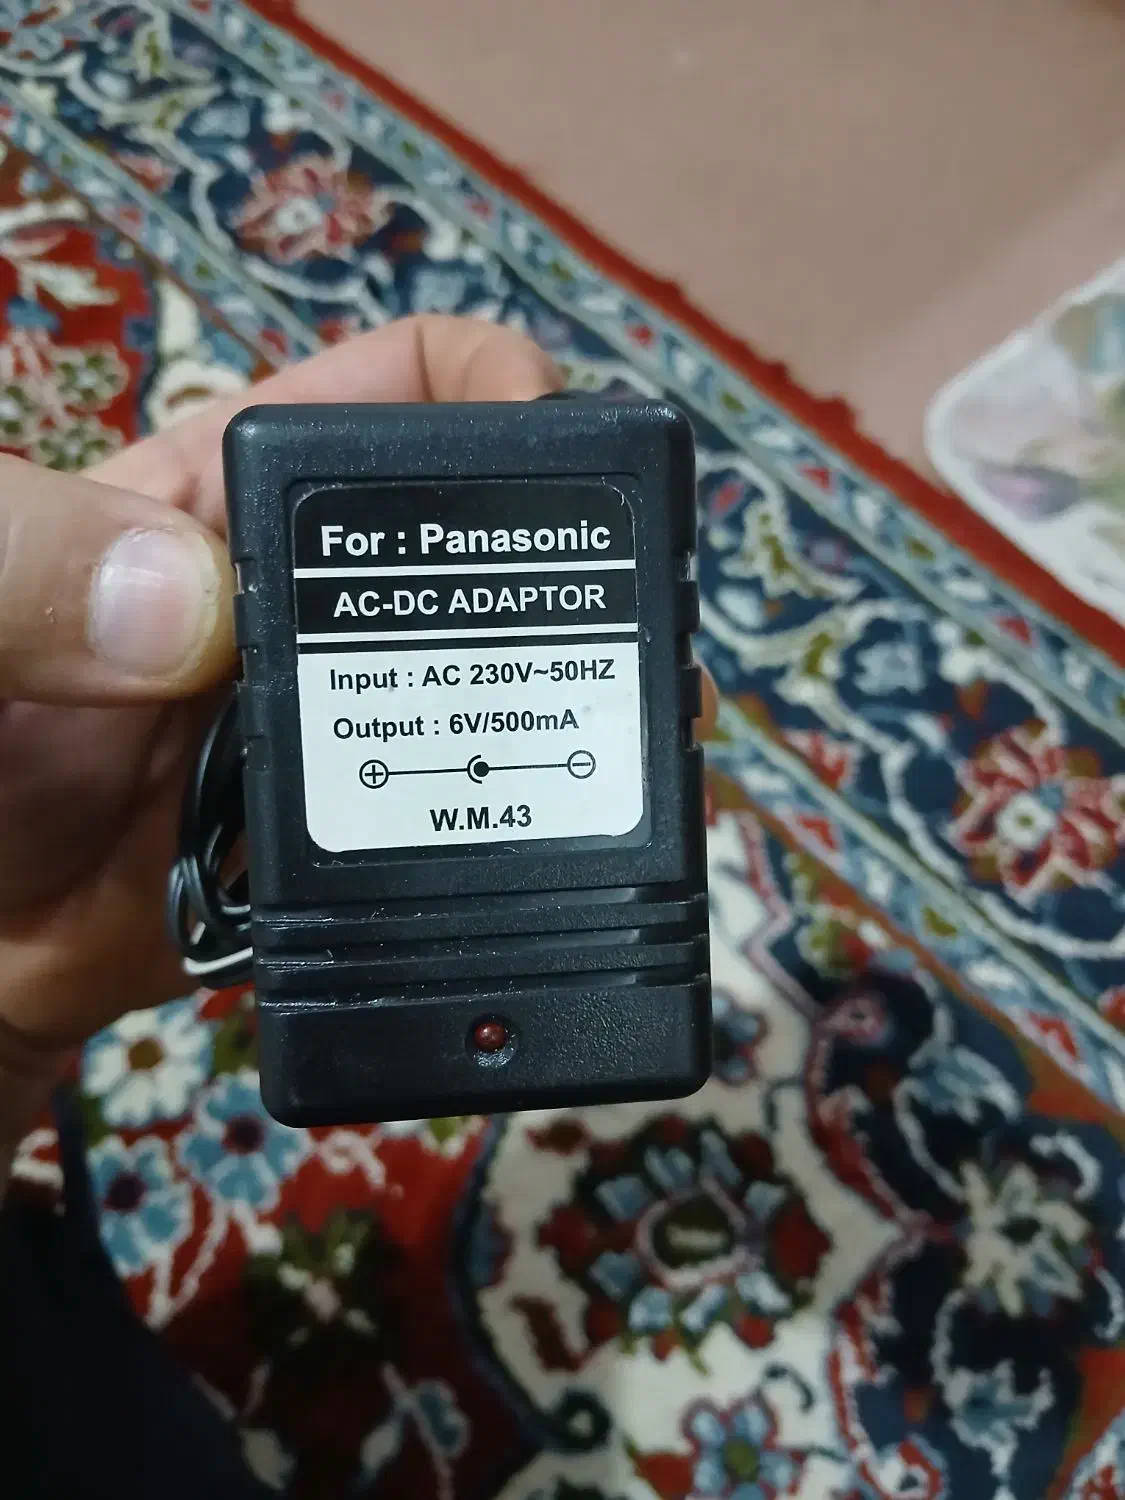 For : Panasonic
AC-DC ADAPTOR
Input : AC 230V~50HZ
Output : 6V/500mA
W.M.43